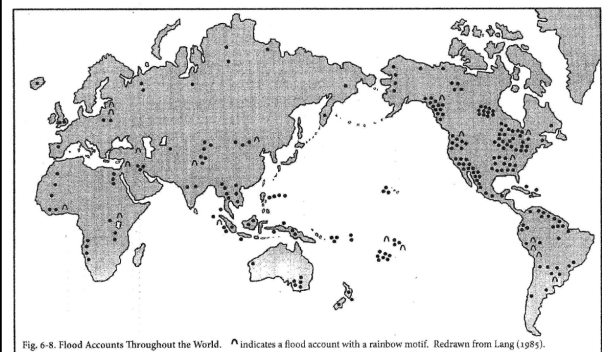 Fig. 6-8. Flood Accounts Throughout the World. ^ indicates a flood account with a rainbow motif. Redrawn from Lang (1985).